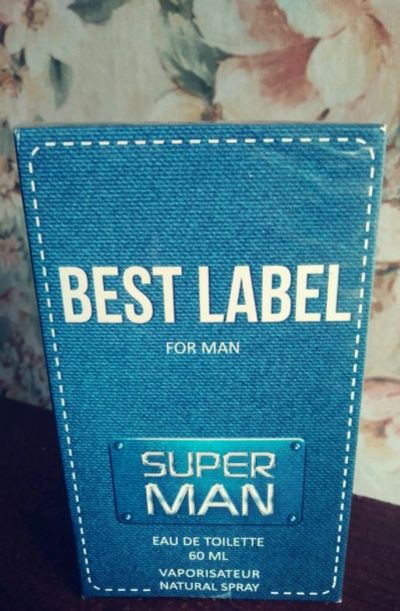 BEST LABEL
FOR MAN
SUPER
MAN
EAU DE TOILETTE
60 ML
VAPORISATEUR
NATURAL SPRAY